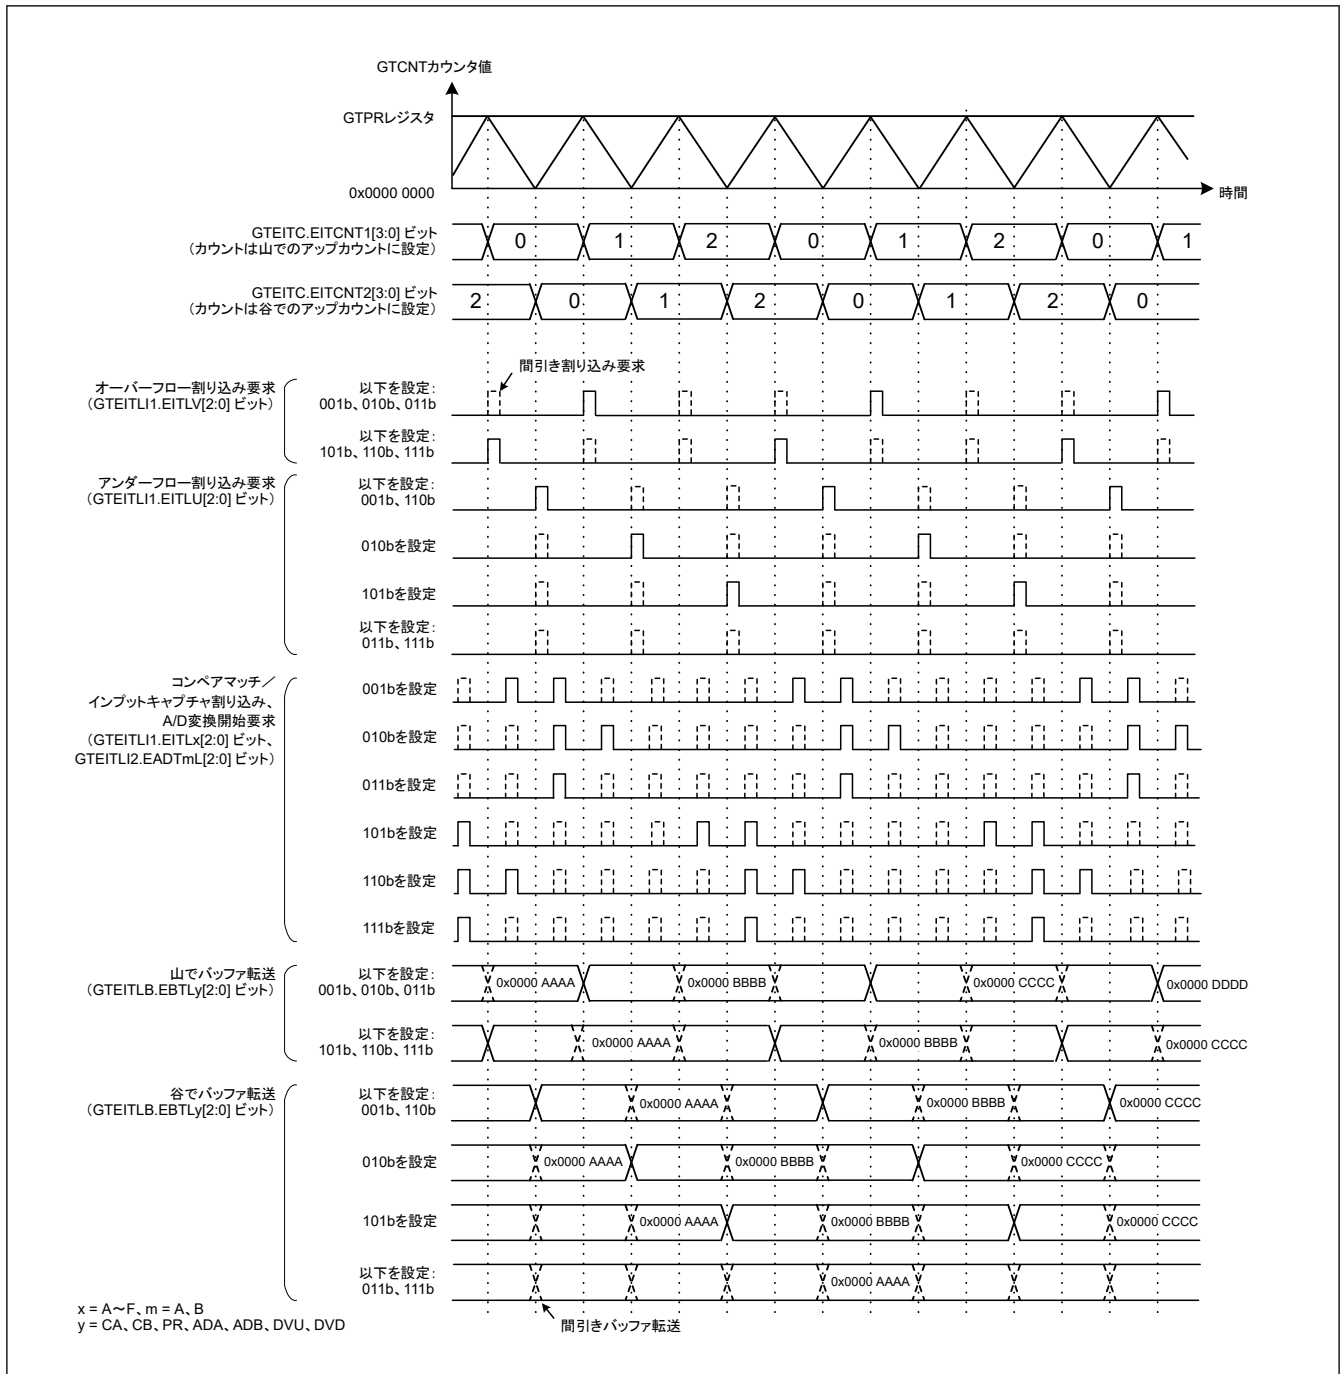 GTCNTカウンタ値
GTPRレジスタ
0x0000 0000
時間
GTEITC.EITCNT1[3:0] ビット
（カウントは山でのアップカウントに設定）
0 1 2 0 1 2 0 1
GTEITC.EITCNT2[3:0] ビット
（カウントは谷でのアップカウントに設定）
2 0 1 2 0 1 2 0
間引き割り込み要求
オーバーフロー割り込み要求
（GTEITLI1.EITLV[2:0] ビット）
以下を設定:
001b、010b、011b
以下を設定:
101b、110b、111b
アンダーフロー割り込み要求
（GTEITLI1.EITLU[2:0] ビット）
以下を設定:
001b、110b
010bを設定
101bを設定
以下を設定:
011b、111b
コンペアマッチ／
インプットキャプチャ割り込み、
A/D変換開始要求
（GTEITLI1.EITLx[2:0] ビット、
GTEITLI2.EADTmL[2:0] ビット）
001bを設定
010bを設定
011bを設定
101bを設定
110bを設定
111bを設定
山でバッファ転送
（GTEITLB.EBTLy[2:0] ビット）
以下を設定:
001b、010b、011b
0x0000 AAAA 0x0000 BBBB 0x0000 CCCC 0x0000 DDDD
以下を設定:
101b、110b、111b
0x0000 AAAA 0x0000 BBBB 0x0000 CCCC
谷でバッファ転送
（GTEITLB.EBTLy[2:0] ビット）
以下を設定:
001b、110b
0x0000 AAAA 0x0000 BBBB 0x0000 CCCC
010bを設定
0x0000 AAAA 0x0000 BBBB 0x0000 CCCC
101bを設定
0x0000 AAAA 0x0000 BBBB 0x0000 CCCC
以下を設定:
011b、111b
0x0000 AAAA
間引きバッファ転送
x = A～F、m = A、B
y = CA、CB、PR、ADA、ADB、DVU、DVD